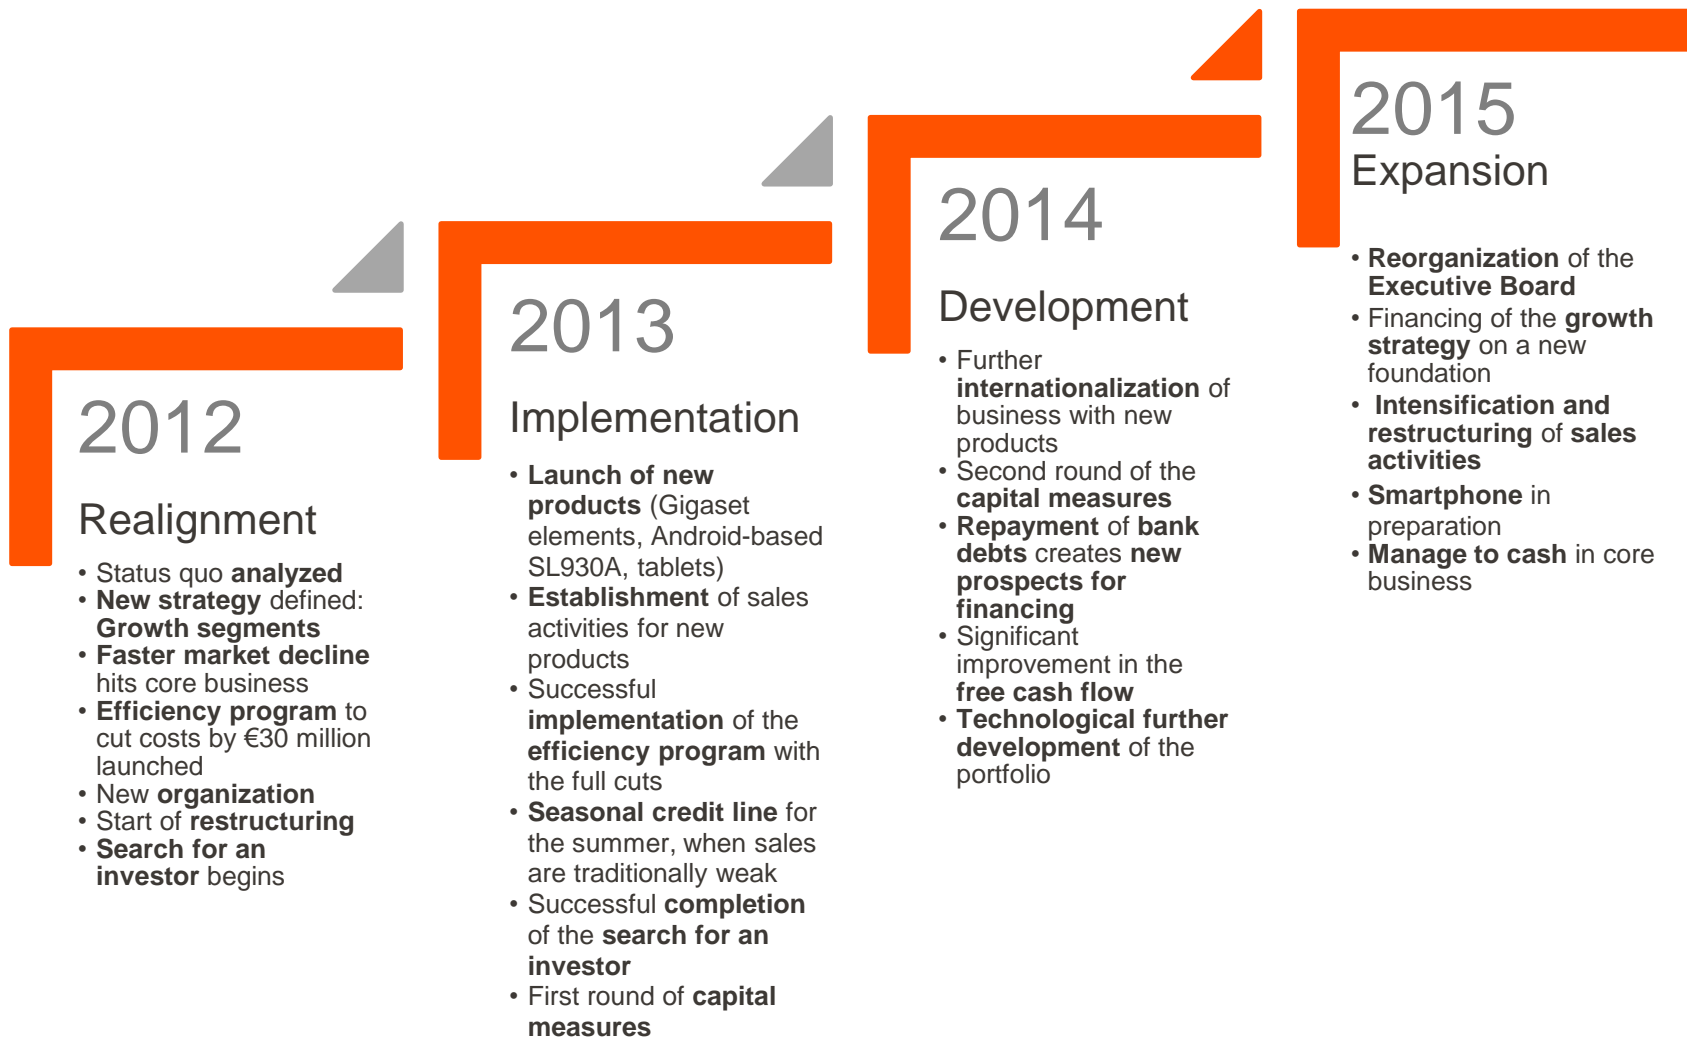 2012
Realignment
• Status quo analyzed
• New strategy defined:
Growth segments
• Faster market decline
hits core business
• Efficiency program to
cut costs by €30 million
launched
• New organization
• Start of restructuring
• Search for an
investor begins
2013
Implementation
• Launch of new
products (Gigaset
elements, Android-based
SL930A, tablets)
• Establishment of sales
activities for new
products
• Successful
implementation of the
efficiency program with
the full cuts
• Seasonal credit line for
the summer, when sales
are traditionally weak
• Successful completion
of the search for an
investor
• First round of capital
measures
2014
Development
• Further
internationalization of
business with new
products
• Second round of the
capital measures
• Repayment of bank
debts creates new
prospects for
financing
• Significant
improvement in the
free cash flow
• Technological further
development of the
portfolio
2015
Expansion
• Reorganization of the
Executive Board
• Financing of the growth
strategy on a new
foundation
• Intensification and
restructuring of sales
activities
• Smartphone in
preparation
• Manage to cash in core
business